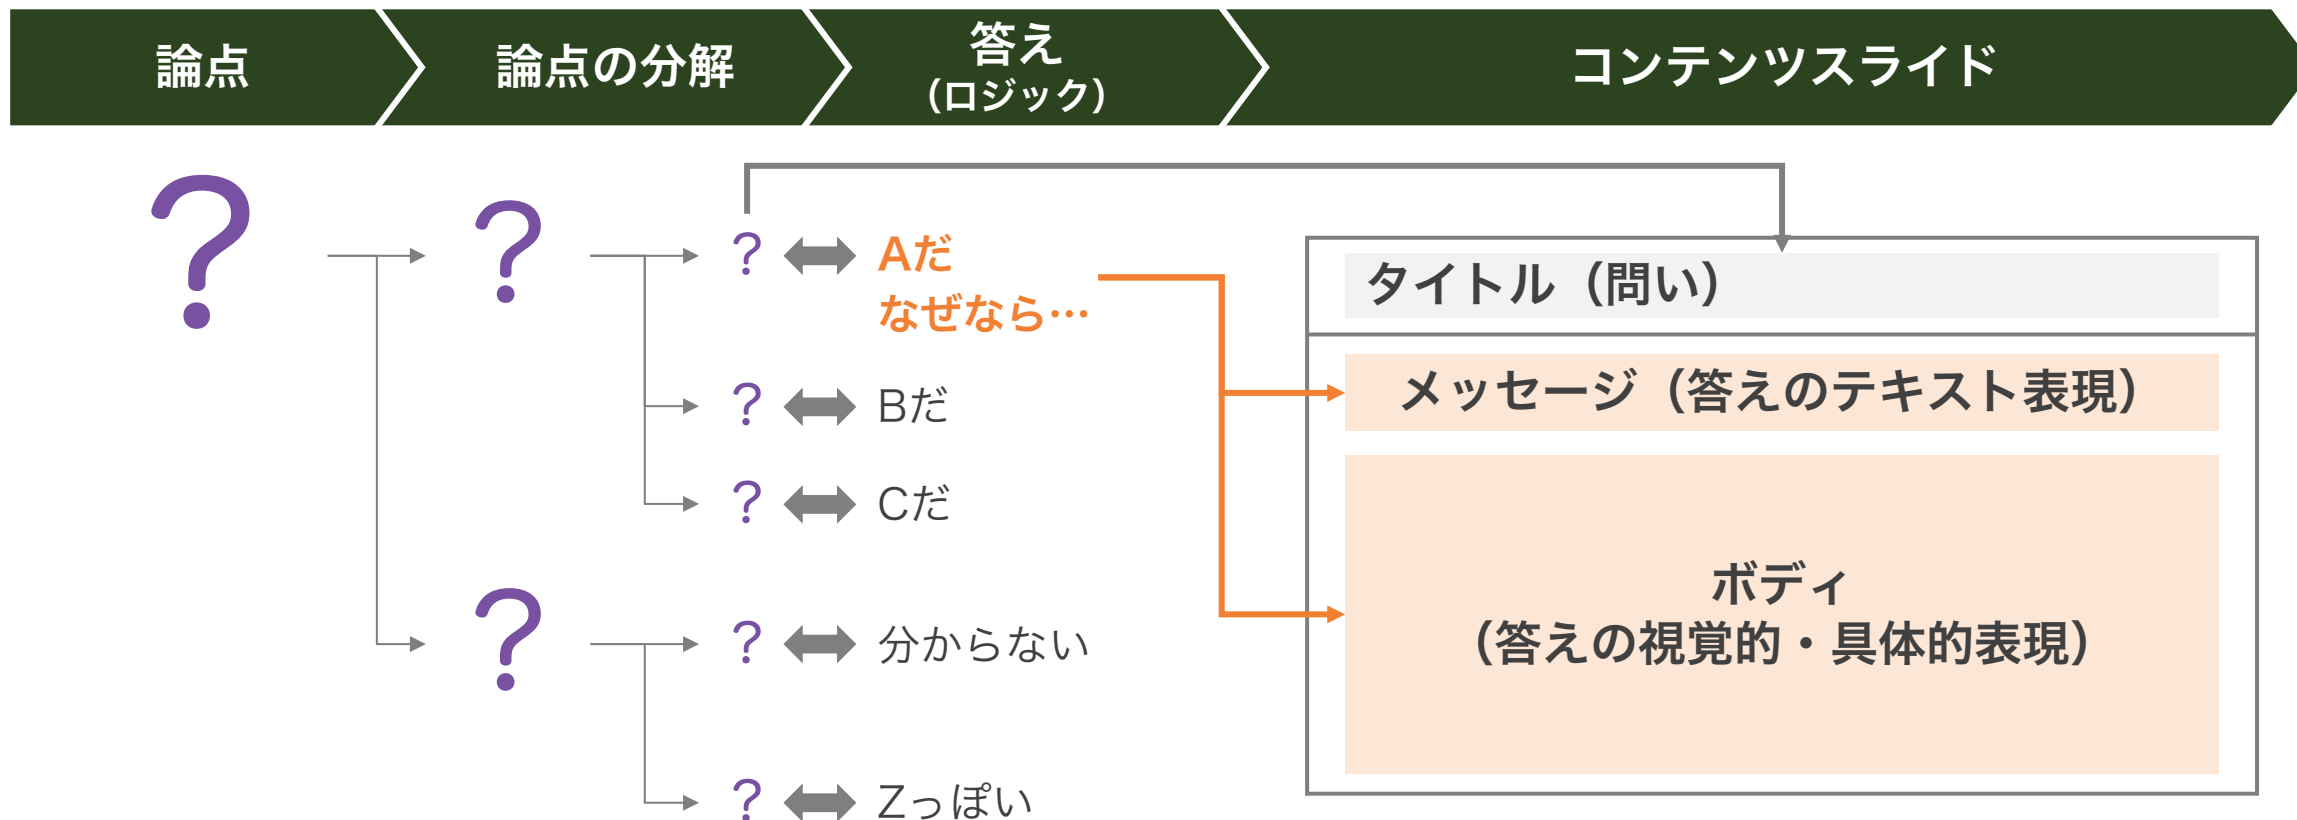 論点
論点の分解
答え
(ロジック)
コンテンツスライド
?
?
?
Aだ
なぜなら…
?
Bだ
?
Cだ
?
?
分からない
?
Zっぽい
タイトル（問い）
メッセージ（答えのテキスト表現）
ボディ
（答えの視覚的・具体的表現）